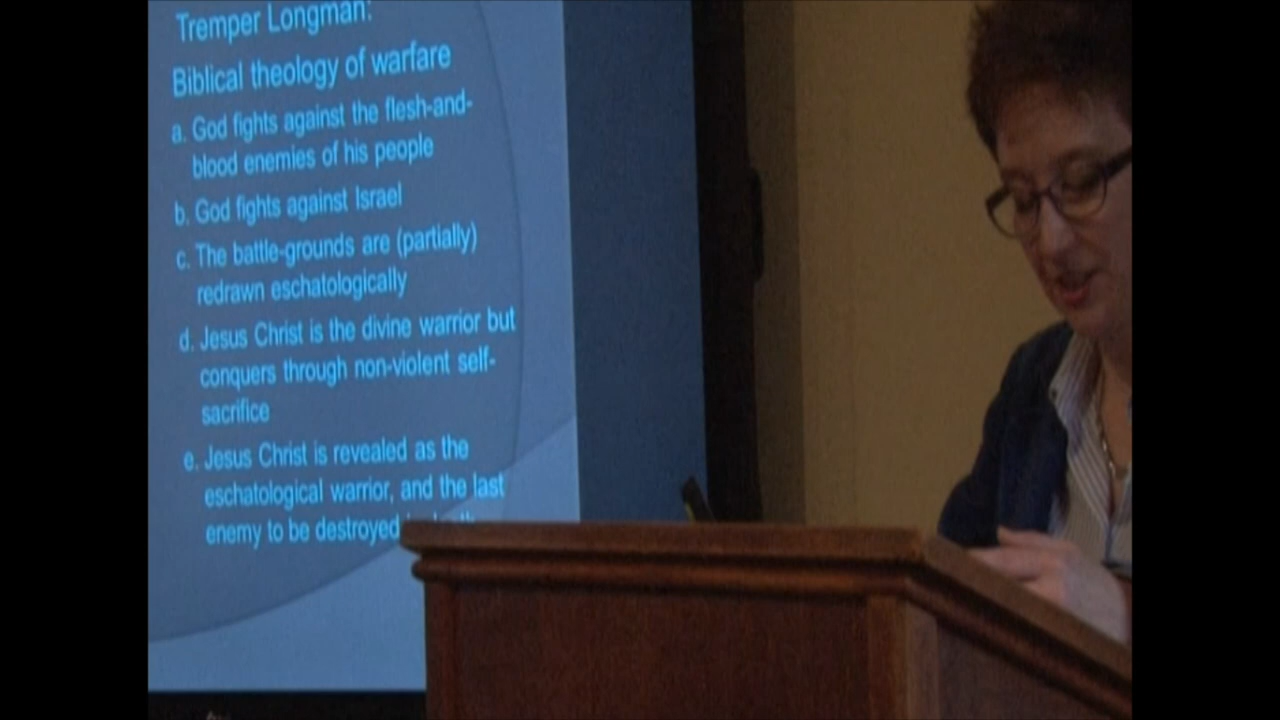 Tremper Longman:
Biblical theology of warfare
a. God fights against the flesh-and-
blood enemies of his people
b. God fights against Israel
c. The battle-grounds are (partially)
redrawn eschatologically
d. Jesus Christ is the divine warrior but
conquers through non-violent self-
sacrifice
e. Jesus Christ is revealed as the
eschatological warrior, and the last
enemy to be destroyed